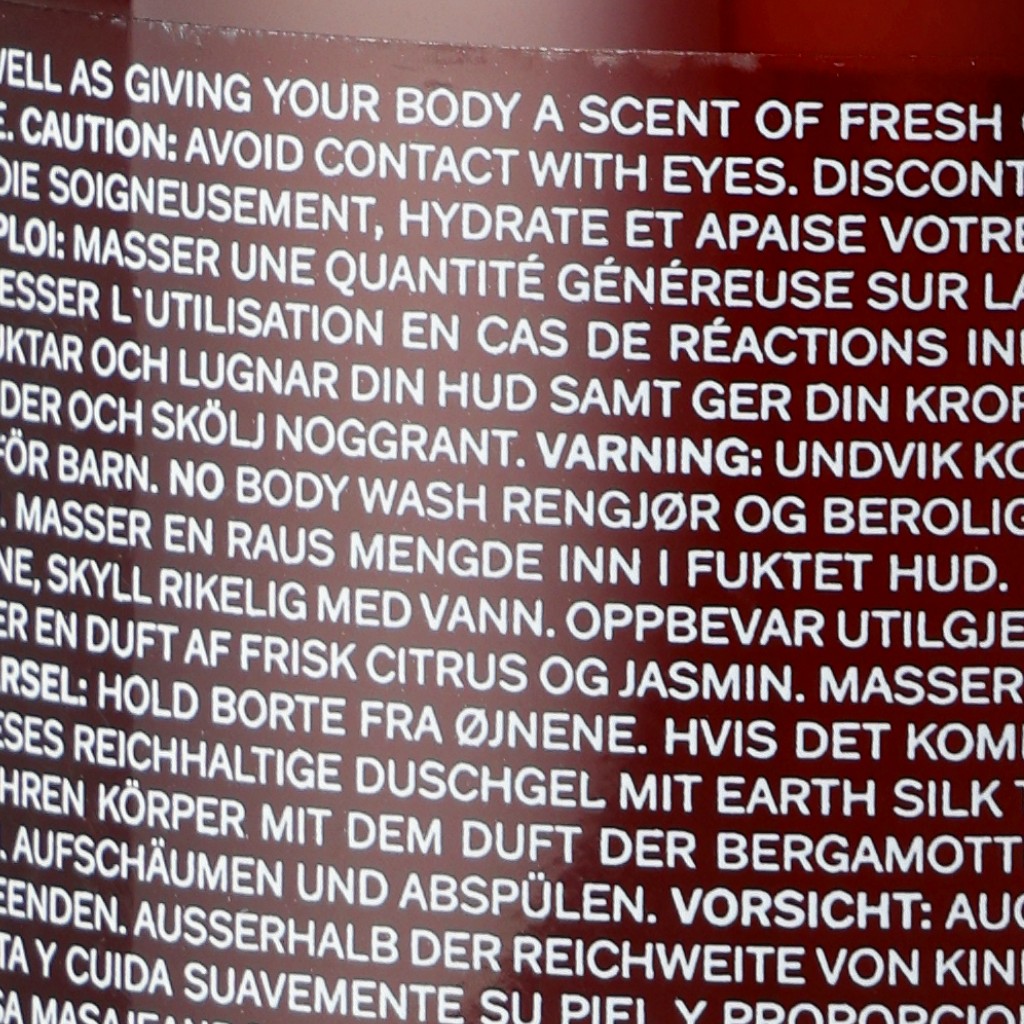 WELL AS GIVING YOUR BODY A SCENT OF FRESH
E. CAUTION: AVOID CONTACT WITH EYES. DISCONT
DIE SOIGNEUSEMENT, HYDRATE ET APAISE VOTRE
PLOI: MASSER UNE QUANTITÉ GÉNÉREUSE SUR LA
ESSER L`UTILISATION EN CAS DE RÉACTIONS IN
UKTAR OCH LUGNAR DIN HUD SAMT GER DIN KROP
DER OCH SKÖLJ NOGGRANT. VARNING: UNDVIK KO
FÖR BARN. NO BODY WASH RENGJØR OG BEROLIG
. MASSER EN RAUS MENGDE INN I FUKTET HUD.
NE, SKYLL RIKELIG MED VANN. OPPBEVAR UTILGJE
ER EN DUFT AF FRISK CITRUS OG JASMIN. MASSER
RSEL: HOLD BORTE FRA ØJNENE. HVIS DET KOM
ESES REICHHALTIGE DUSCHGEL MIT EARTH SILK
HREN KÖRPER MIT DEM DUFT DER BERGAMOTT
. AUFSCHÄUMEN UND ABSPÜLEN. VORSICHT: AUG
EENDEN. AUSSERHALB DER REICHWEITE VON KIN
TA Y CUIDA SUAVEMENTE SU PIEL Y PROPORCIO